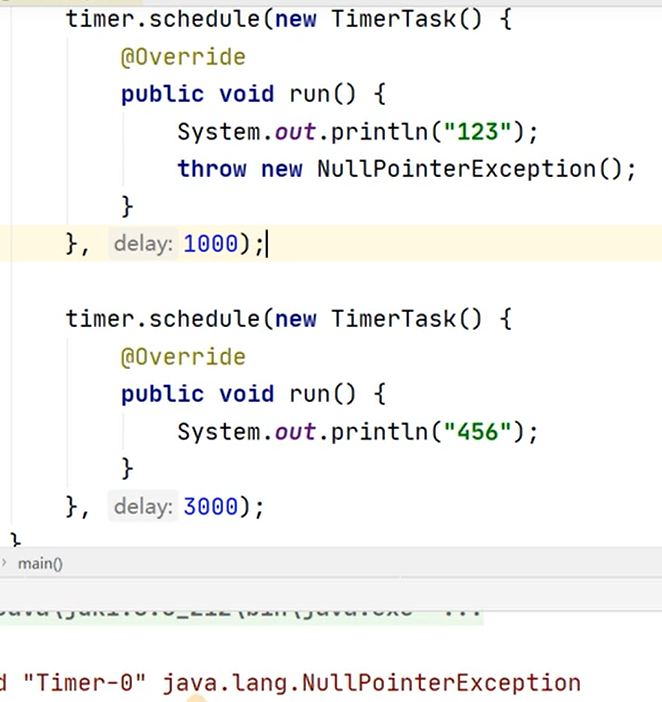 timer.schedule(new TimerTask() {
@Override
public void run() {
System.out.println("123");
throw new NullPointerException();
}
}, delay: 1000);
timer.schedule(new TimerTask() {
@Override
public void run() {
System.out.println("456");
}
}, delay: 3000);
}
› main()
"Timer-0" java.lang.NullPointerException